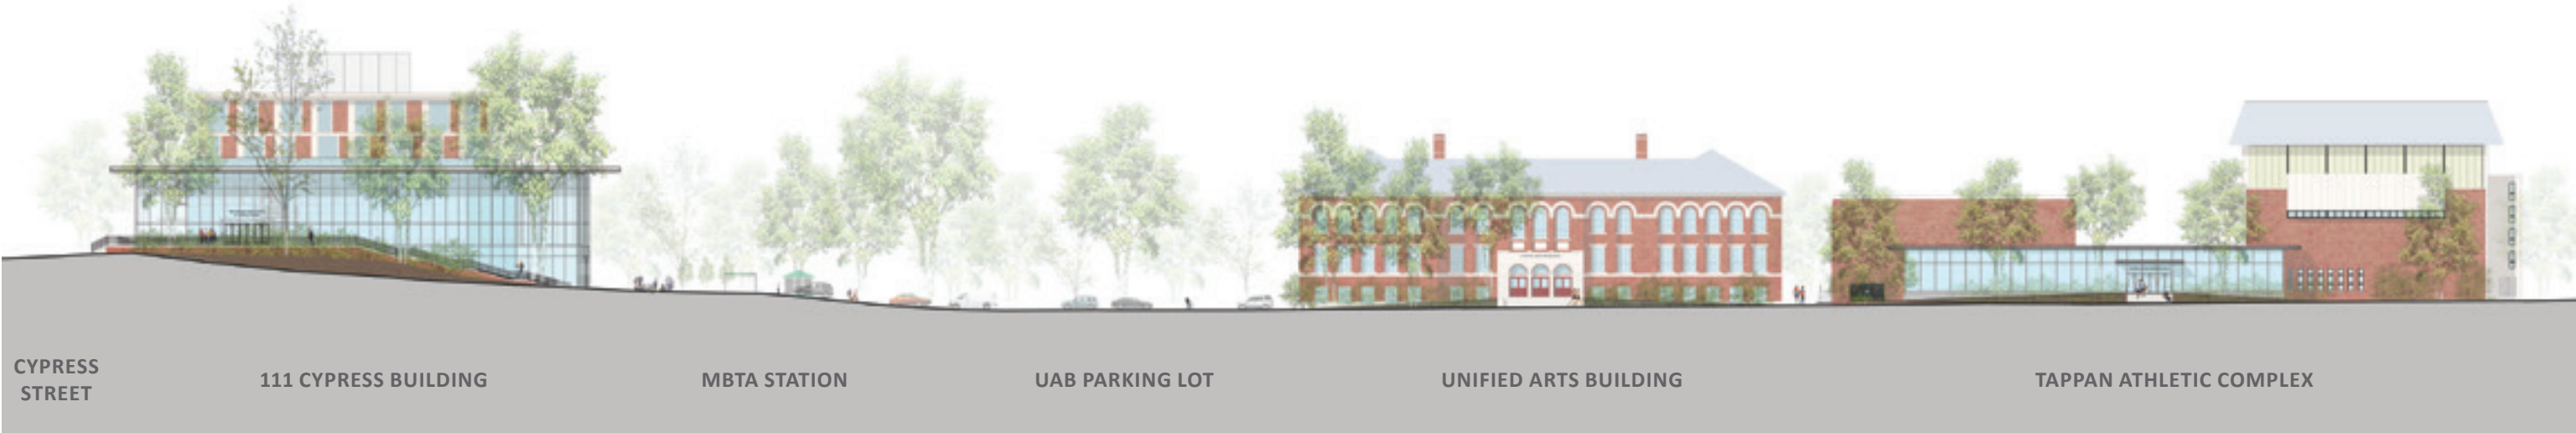 CYPRESS
STREET
111 CYPRESS BUILDING
MBTA STATION
UAB PARKING LOT
UNIFIED ARTS BUILDING
TAPPAN ATHLETIC COMPLEX